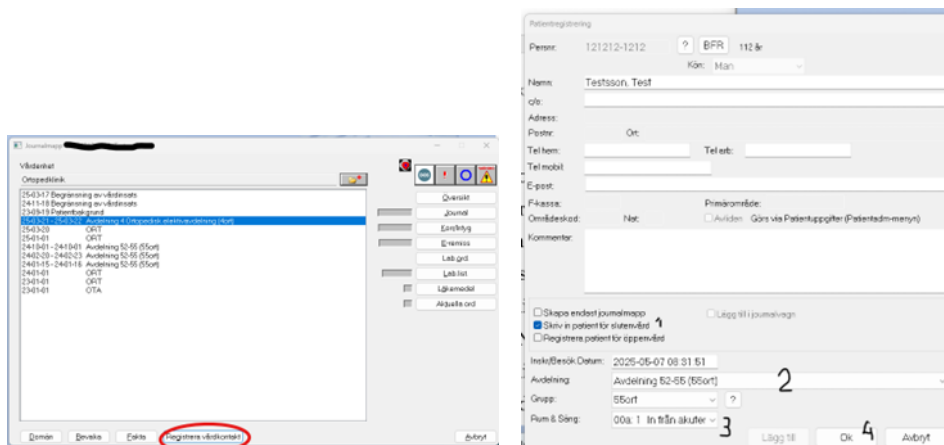 Journalmapp
Vårdenhet
Ortopedklinik
25-03-17 Begränsning av vårdinsats
24-11-18 Begränsning av vårdinsats
23-09-19 Patientbakgrund
25-03-21 - 25-03-22 Avdelning 4 Ortopedisk elektivavdelning (4ort)
25-03-20 ORT
25-01-01 ORT
24-10-01 - 24-10-01 Avdelning 52-55 (55ort)
24-02-20 - 24-02-23 Avdelning 52-55 (55ort)
24-01-15 - 24-01-16 Avdelning 52-55 (55ort)
24-01-01 ORT
23-01-01 ORT
23-01-01 OTA
Översikt
Journal
E-remiss
Lab.ord
Lab.list
Läkemedel
Aktuella ord
Domän
Bevaka
Fakta
Registrera vårdkontakt
Avbryt
Patientregistrering
Persnr: 121212-1212 ? BFR 112 år
Kön: Man
Namn: Testsson, Test
c/o:
Adress:
Postnr: Ort:
Tel hem: Tel arb:
Tel mobil:
E-post:
F-kassa: Primärområde:
Områdeskod: Nat: Avliden Görs via Patientuppgifter (Patientadm-menyn)
Kommentar:
Skapa endast journalmapp Lägg till i journalvagn
Skriv in patient för slutenvård 1
Registrera patient för öppenvård
Inskr/Besök.Datum: 2025-05-07 08:31:51
Avdelning: Avdelning 52-55 (55ort) 2
Grupp: 55ort ?
Rum & Säng: 00a: 1 In från akuter 3
Lägg till Ok 4 Avbryt